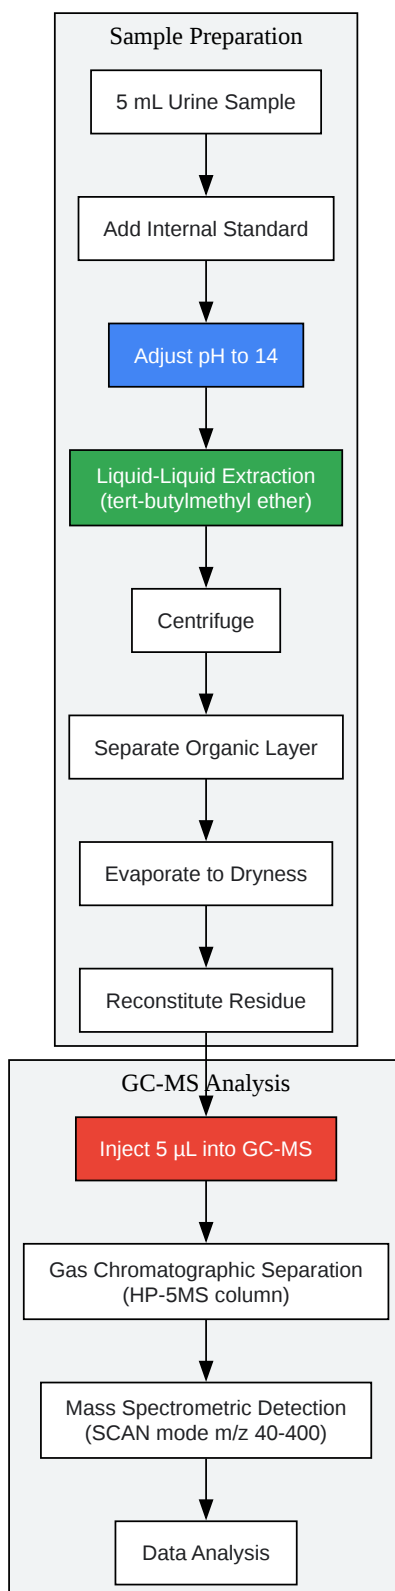 Sample Preparation
5 mL Urine Sample
Add Internal Standard
Adjust pH to 14
Liquid-Liquid Extraction
(tert-butylmethyl ether)
Centrifuge
Separate Organic Layer
Evaporate to Dryness
Reconstitute Residue
GC-MS Analysis
Inject 5 µL into GC-MS
Gas Chromatographic Separation
(HP-5MS column)
Mass Spectrometric Detection
(SCAN mode m/z 40-400)
Data Analysis